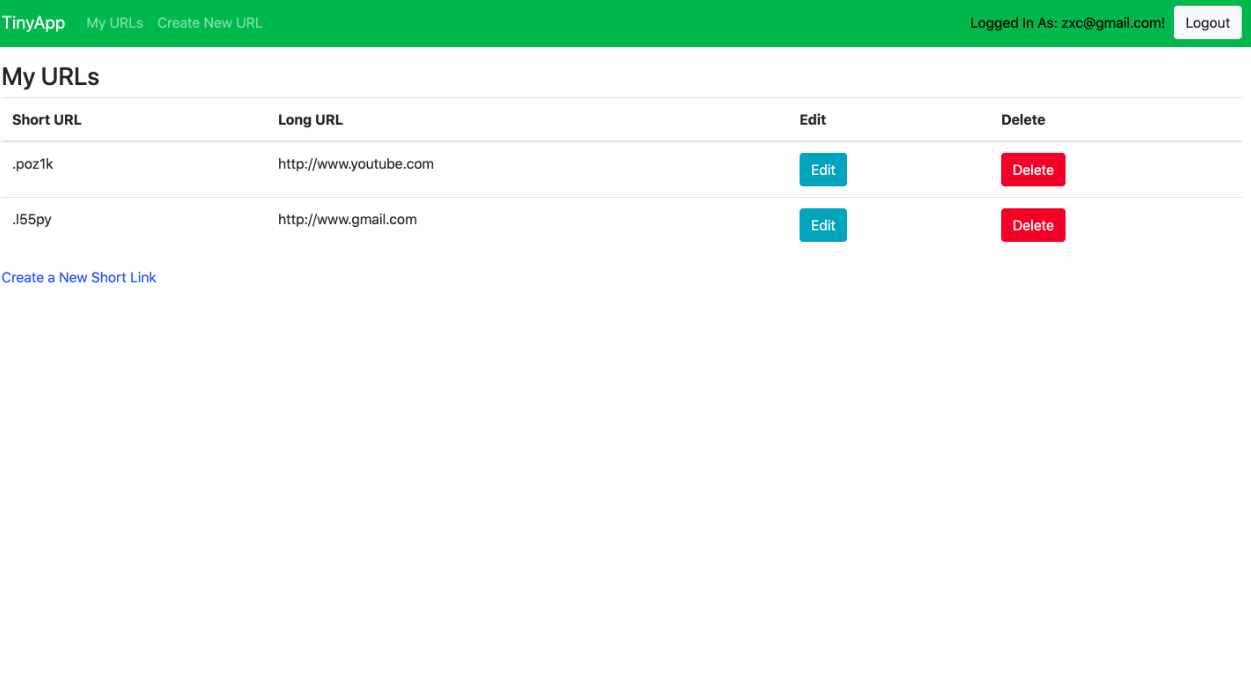 TinyApp My URLs Create New URL Logged In As: zxc@gmail.com! Logout
My URLs
Short URL Long URL Edit Delete
.poz1k http://www.youtube.com Edit Delete
.l55py http://www.gmail.com Edit Delete
Create a New Short Link